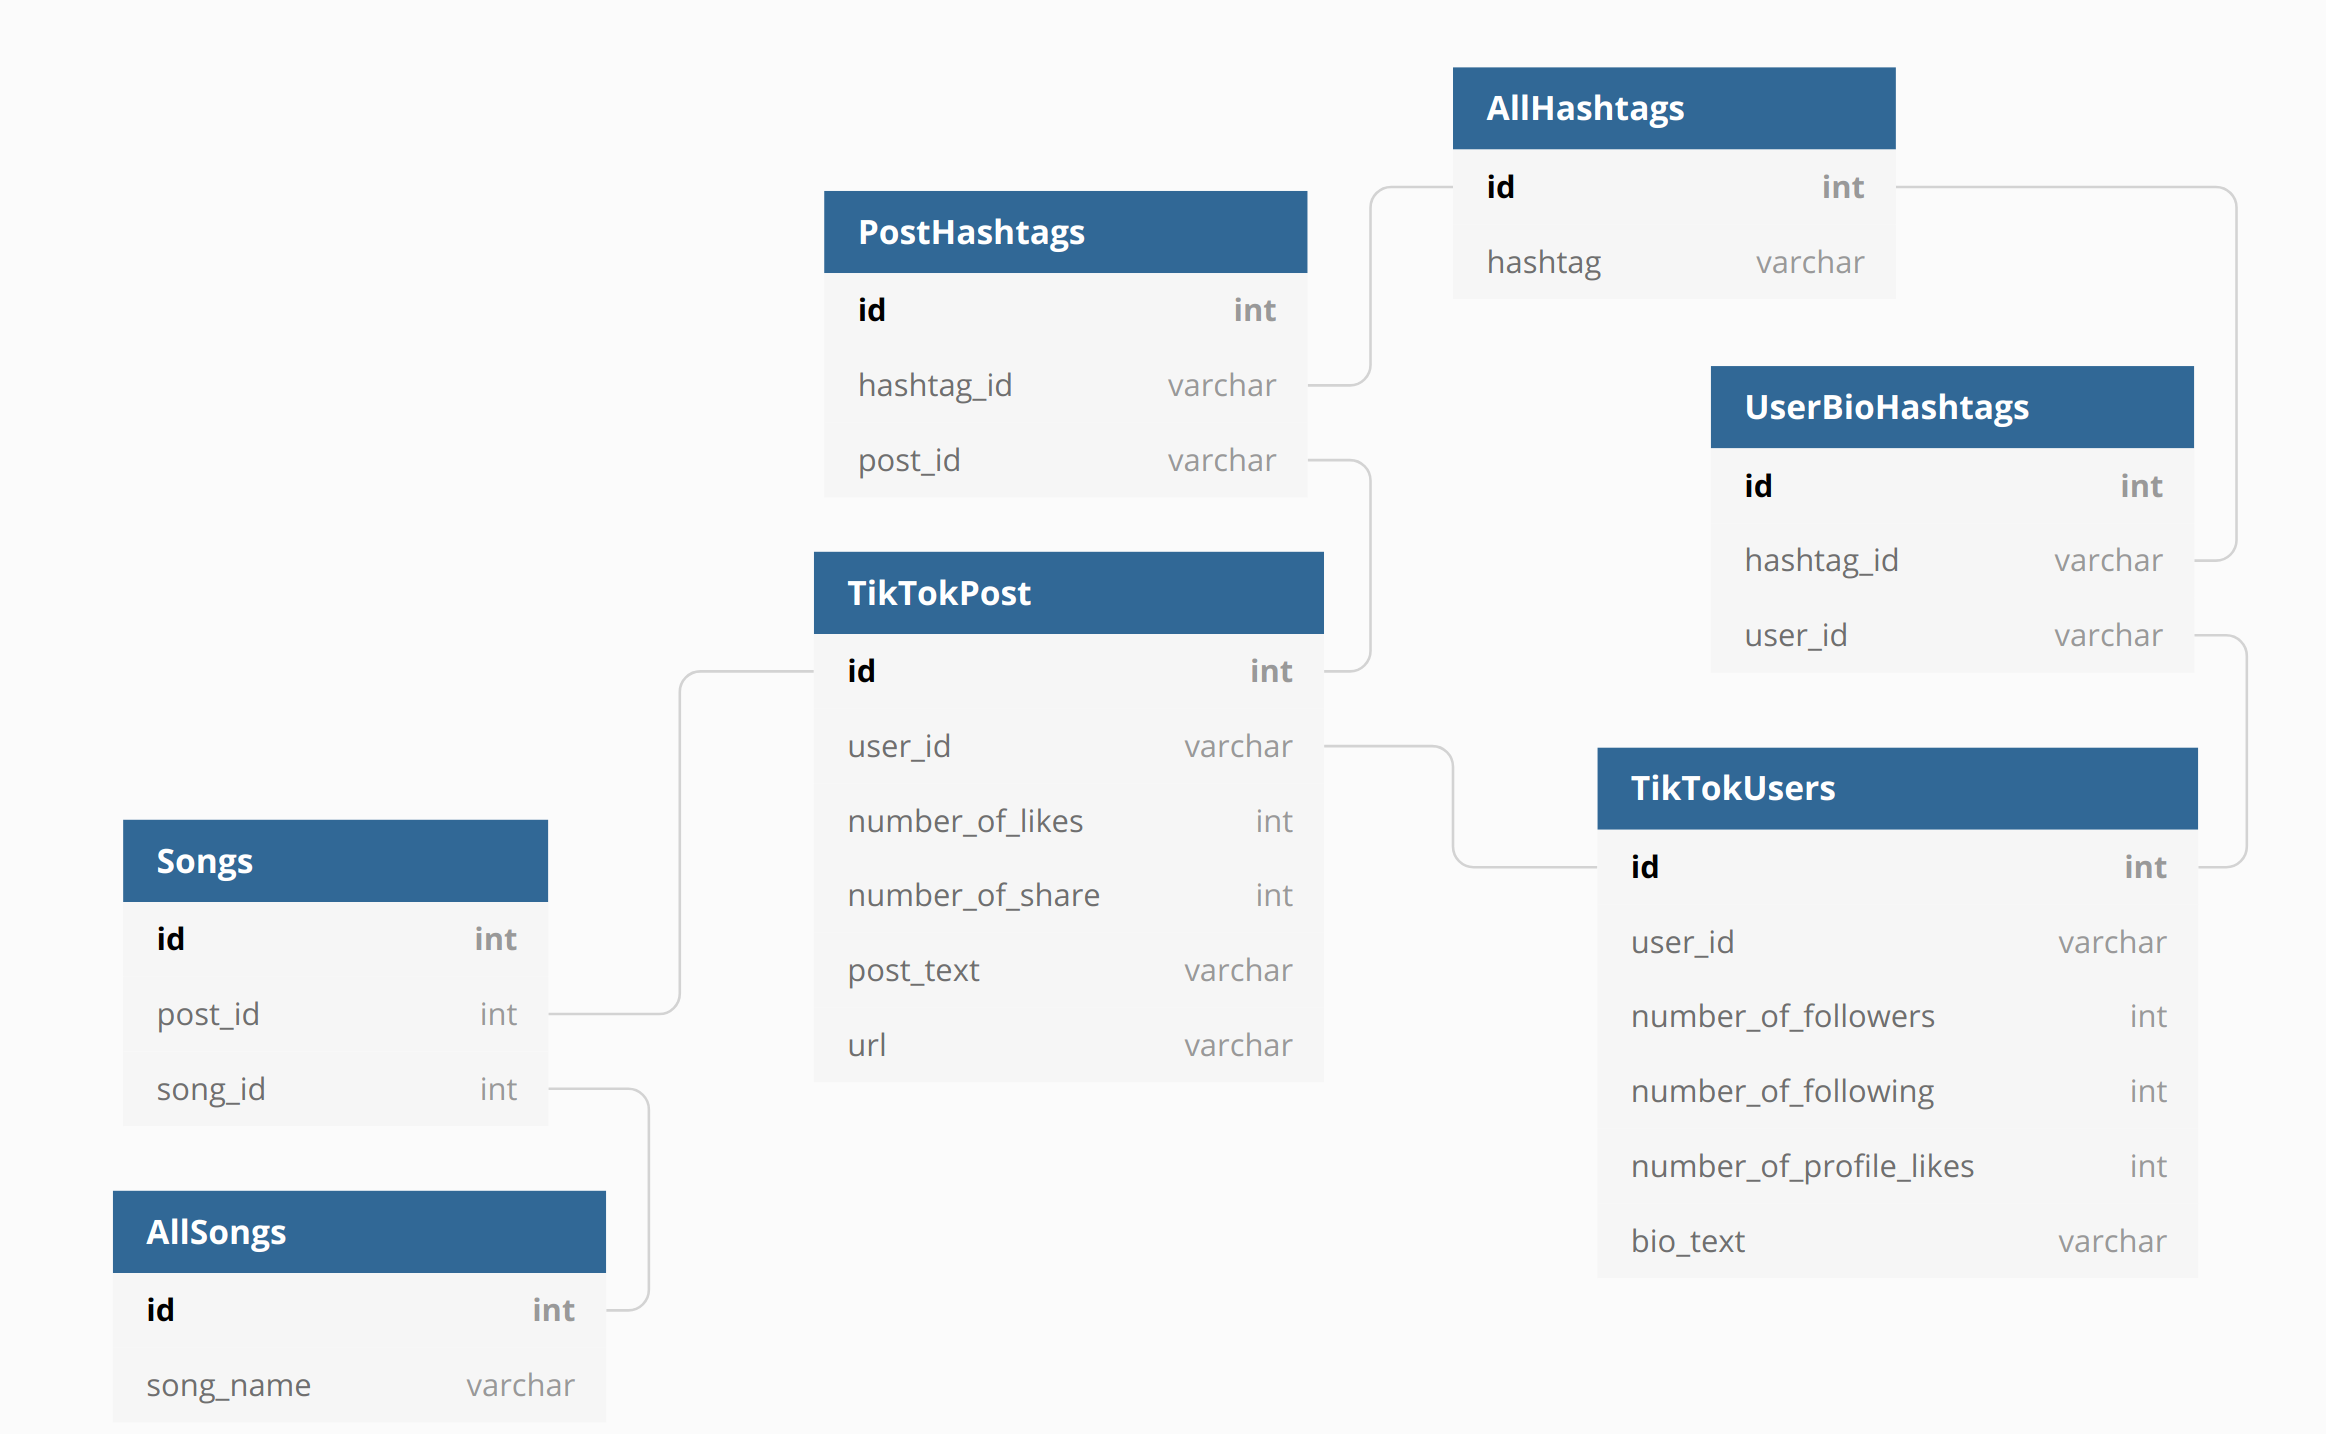 AllHashtags
id int
hashtag varchar
PostHashtags
id int
hashtag_id varchar
post_id varchar
UserBioHashtags
id int
hashtag_id varchar
user_id varchar
TikTokPost
id int
user_id varchar
number_of_likes int
number_of_share int
post_text varchar
url varchar
TikTokUsers
id int
user_id varchar
number_of_followers int
number_of_following int
number_of_profile_likes int
bio_text varchar
Songs
id int
post_id int
song_id int
AllSongs
id int
song_name varchar